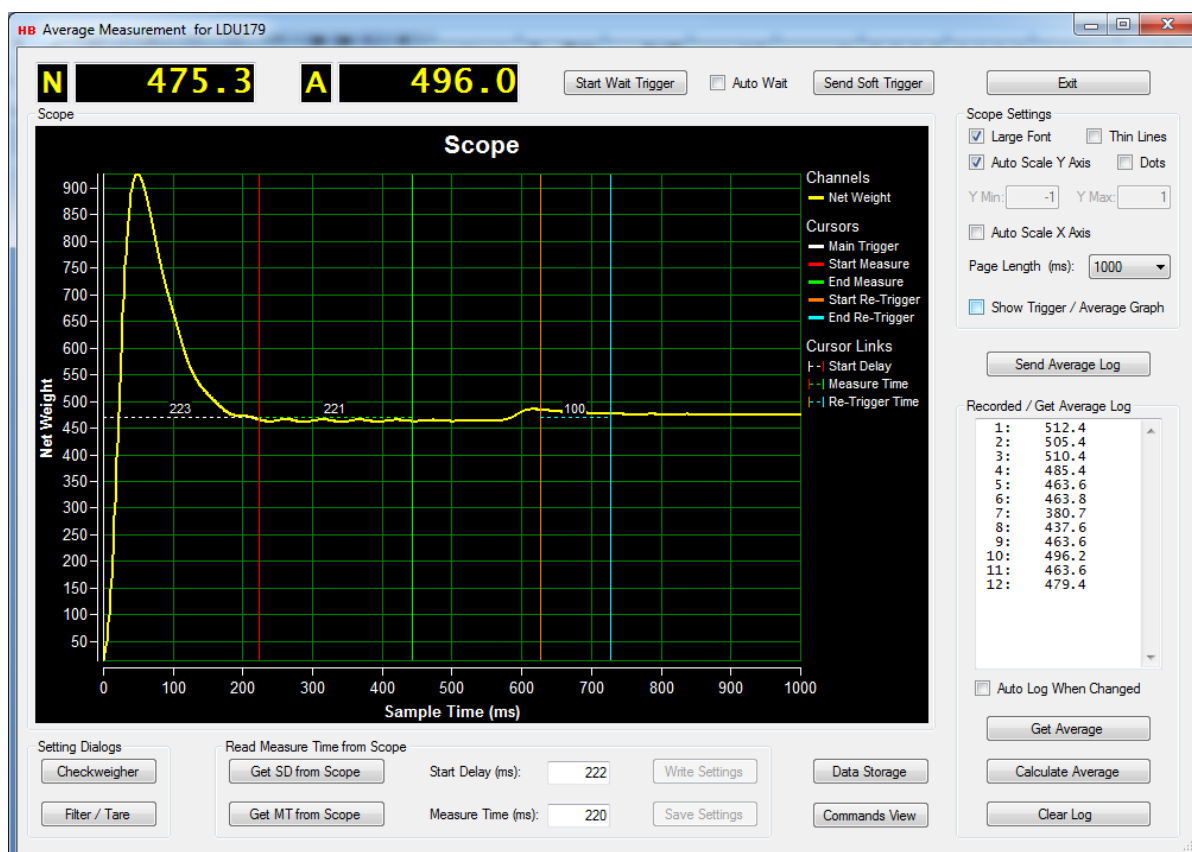 HB Average Measurement for LDU179
N 475.3 A 496.0 Start Wait Trigger Auto Wait Send Soft Trigger Exit
Scope
Scope
900
850
800
750
700
650
600
550
500
450
400
350
300
250
200
150
100
50
Net Weight
223 221 100
0 100 200 300 400 500 600 700 800 900 1000
Sample Time (ms)
Channels
Net Weight
Cursors
Main Trigger
Start Measure
End Measure
Start Re-Trigger
End Re-Trigger
Cursor Links
Start Delay
Measure Time
Re-Trigger Time
Scope Settings
Large Font Thin Lines
Auto Scale Y Axis Dots
Y Min: -1 Y Max: 1
Auto Scale X Axis
Page Length (ms): 1000
Show Trigger / Average Graph
Send Average Log
Recorded / Get Average Log
1: 512.4
2: 505.4
3: 510.4
4: 485.4
5: 463.6
6: 463.8
7: 380.7
8: 437.6
9: 463.6
10: 496.2
11: 463.6
12: 479.4
Auto Log When Changed
Get Average
Calculate Average
Clear Log
Setting Dialogs
Checkweigher
Filter / Tare
Read Measure Time from Scope
Get SD from Scope Start Delay (ms): 222 Write Settings
Get MT from Scope Measure Time (ms): 220 Save Settings
Data Storage
Commands View